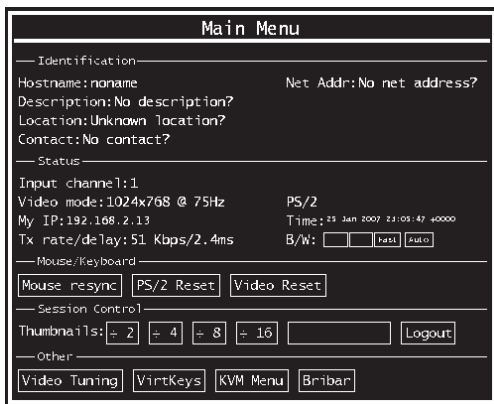 Main Menu
Identification
Hostname:noname Net Addr:No net address?
Description:No description?
Location:Unknown location?
Contact:No contact?
Status
Input channel:1
Video mode:1024x768 @ 75Hz PS/2
My IP:192.168.2.13 Time:25 Jan 2007 23:05:47 +0000
Tx rate/delay:51 Kbps/2.4ms B/W: Fast Auto
Mouse/Keyboard
Mouse resync PS/2 Reset Video Reset
Session Control
Thumbnails: ÷ 2 ÷ 4 ÷ 8 ÷ 16 Logout
Other
Video Tuning VirtKeys KVM Menu Bribar